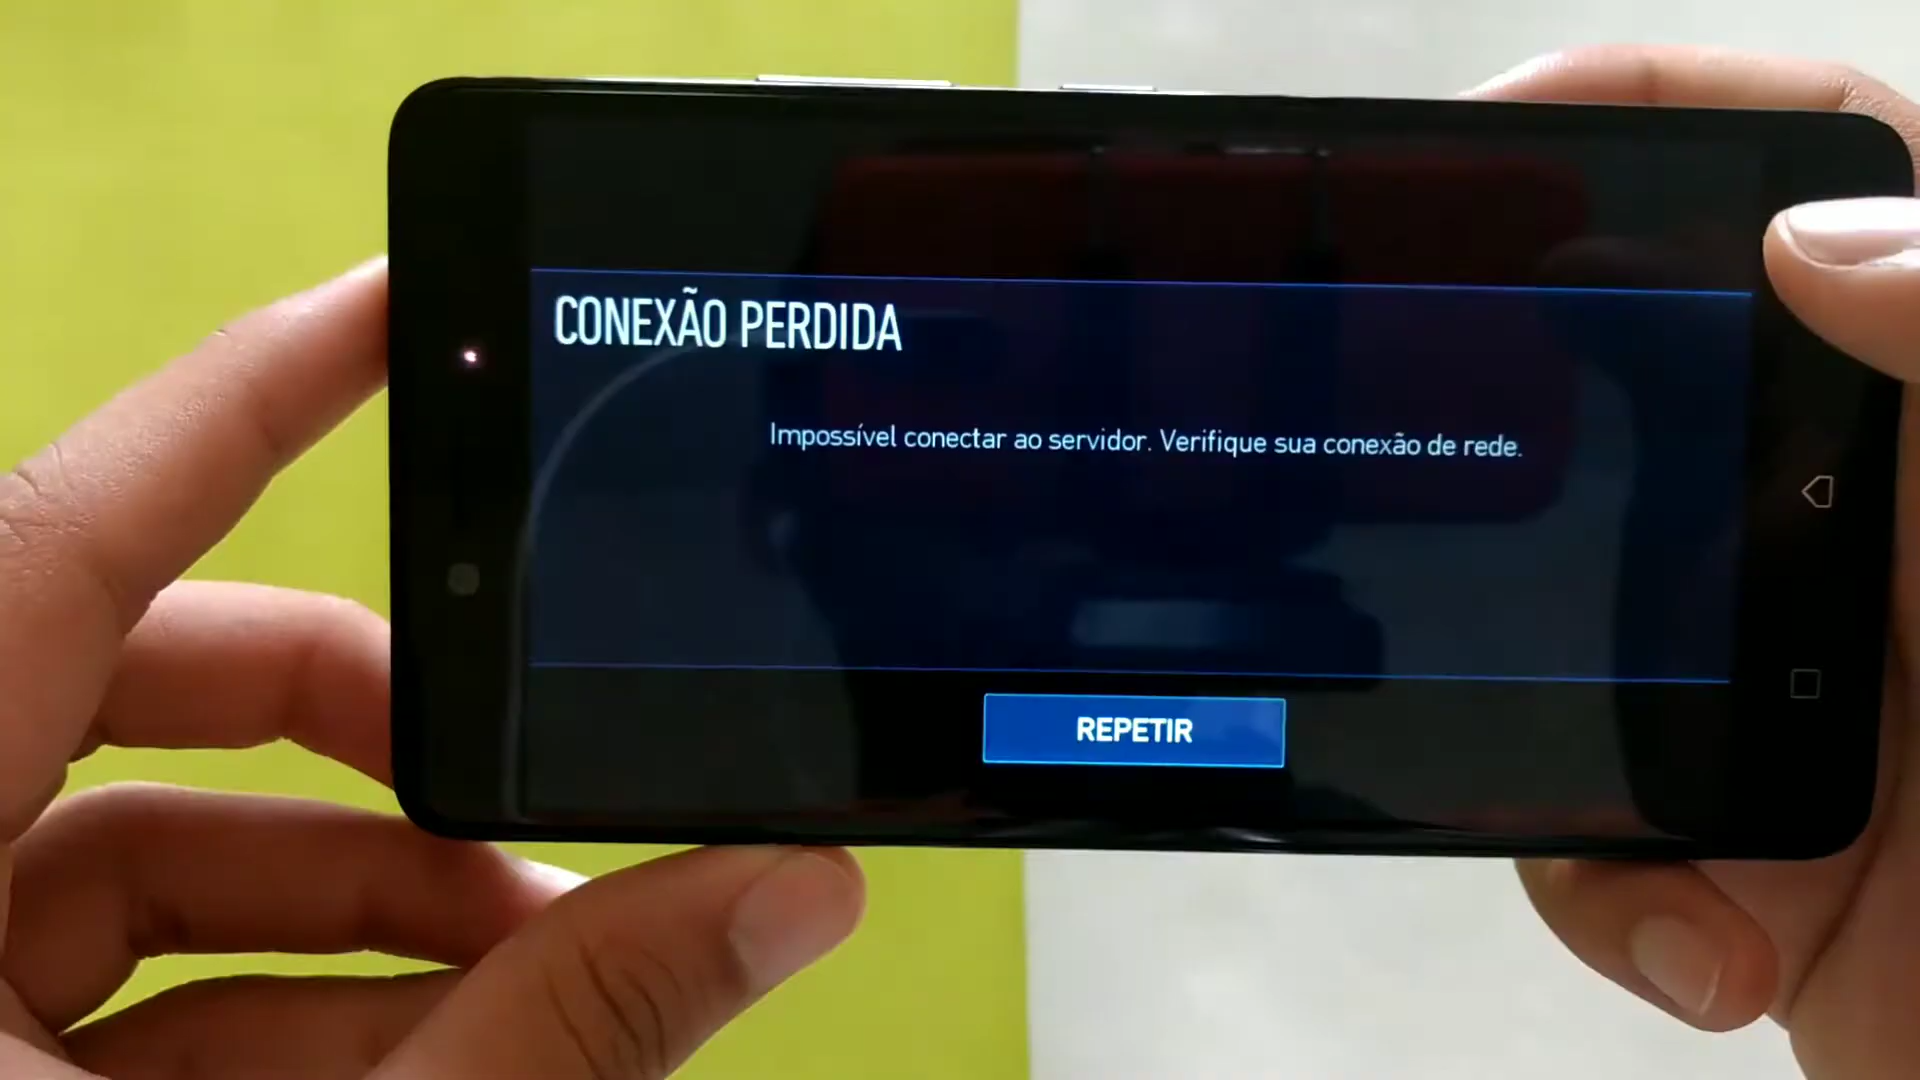 CONEXÃO PERDIDA
Impossível conectar ao servidor. Verifique sua conexão de rede.
REPETIR